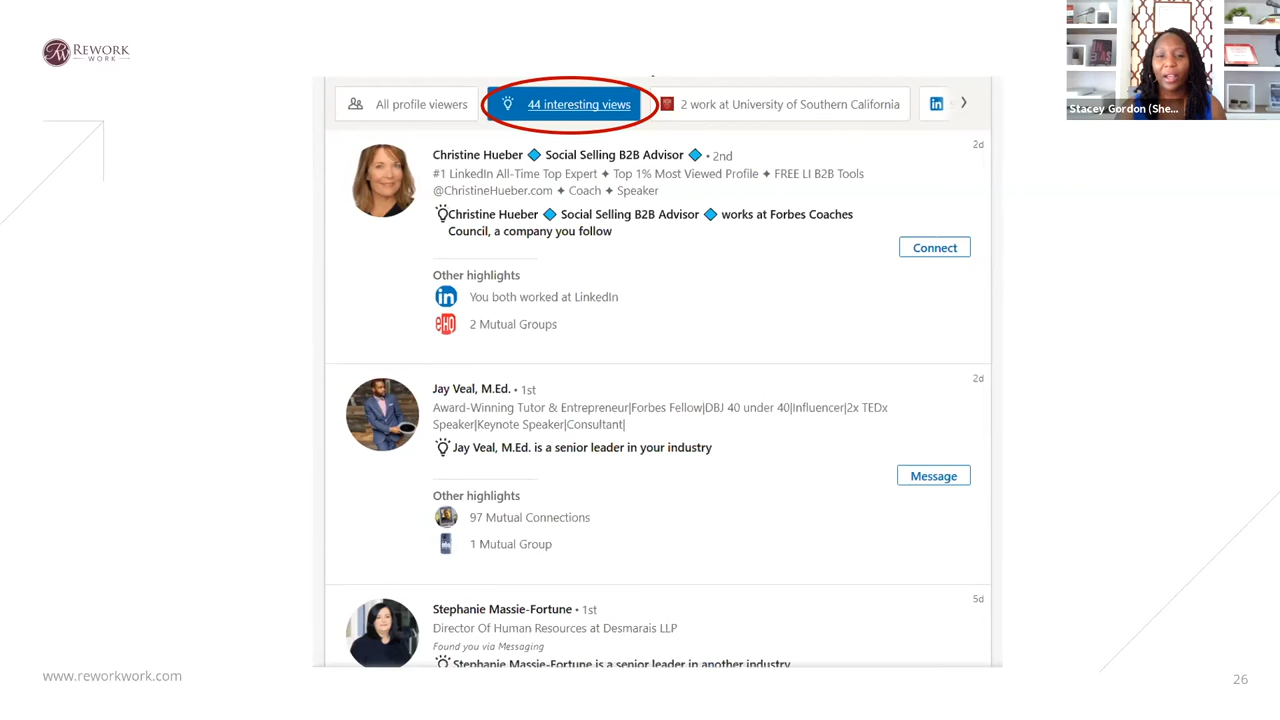 REWORK
WORK
All profile viewers
44 interesting views
2 work at University of Southern California
Stacey Gordon (She...
Christine Hueber 🔷 Social Selling B2B Advisor 🔷 • 2nd
2d
#1 LinkedIn All-Time Top Expert ✦ Top 1% Most Viewed Profile ✦ FREE LI B2B Tools
@ChristineHueber.com ✦ Coach ✦ Speaker
Christine Hueber 🔷 Social Selling B2B Advisor 🔷 works at Forbes Coaches
Council, a company you follow
Connect
Other highlights
You both worked at LinkedIn
2 Mutual Groups
Jay Veal, M.Ed. • 1st
2d
Award-Winning Tutor & Entrepreneur|Forbes Fellow|DBJ 40 under 40|Influencer|2x TEDx
Speaker|Keynote Speaker|Consultant|
Jay Veal, M.Ed. is a senior leader in your industry
Message
Other highlights
97 Mutual Connections
1 Mutual Group
Stephanie Massie-Fortune • 1st
5d
Director Of Human Resources at Desmarais LLP
Found you via Messaging
Stephanie Massie-Fortune is a senior leader in another industry
www.reworkwork.com
26